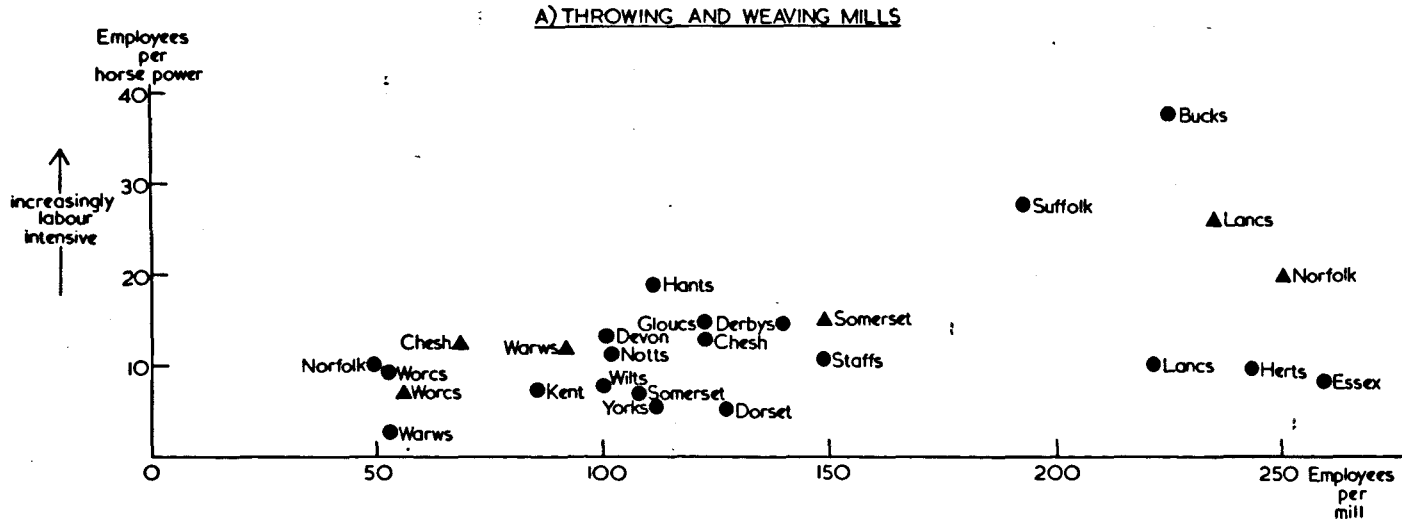 A) THROWING AND WEAVING MILLS
Employees
per
horse power
40
30
20
10
increasingly
labour
intensive
Bucks
Suffolk
Lancs
Norfolk
Hants
Gloucs
Derbys
Somerset
Chesh
Warws
Devon
Chesh
Notts
Staffs
Norfolk
Worcs
Worcs
Kent
Wilts
Somerset
Yorks
Dorset
Lancs
Herts
Essex
Warws
0
50
100
150
200
250
Employees
per
mill